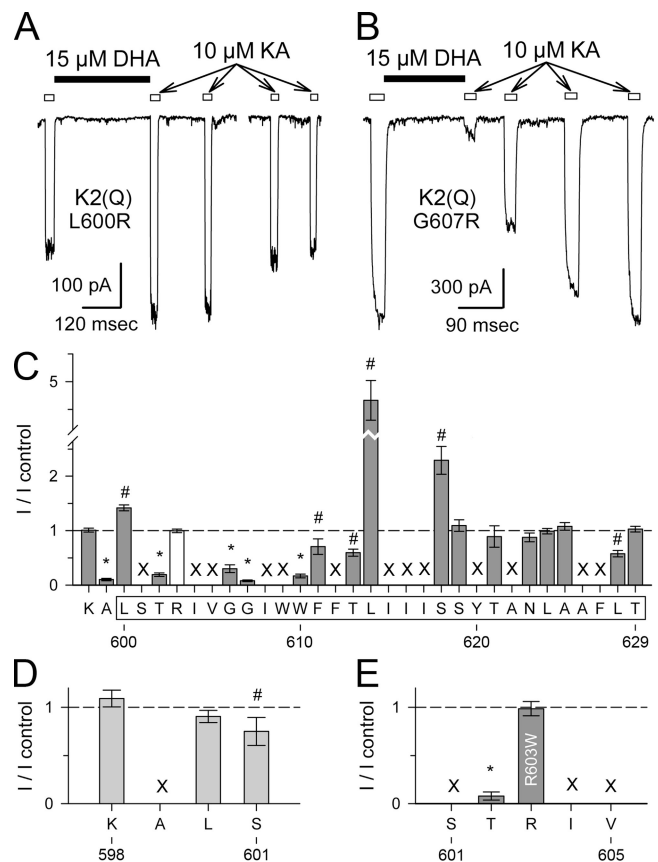 A
B
15 µM DHA
10 µM KA
15 µM DHA
10 µM KA
K2(Q)
L600R
100 pA
120 msec
K2(Q)
G607R
300 pA
90 msec
C
I / I control
5
2
1
0
* # X * X X * * X X * # X # # X X X # X X X X #
K A L S T R I V G G I W W F F T L I I I S S Y T A N L A A F L T
600 610 620 629
D
I / I control
1
0
X #
K A L S
598 601
E
I / I control
1
0
X * X X
R603W
S T R I V
601 605